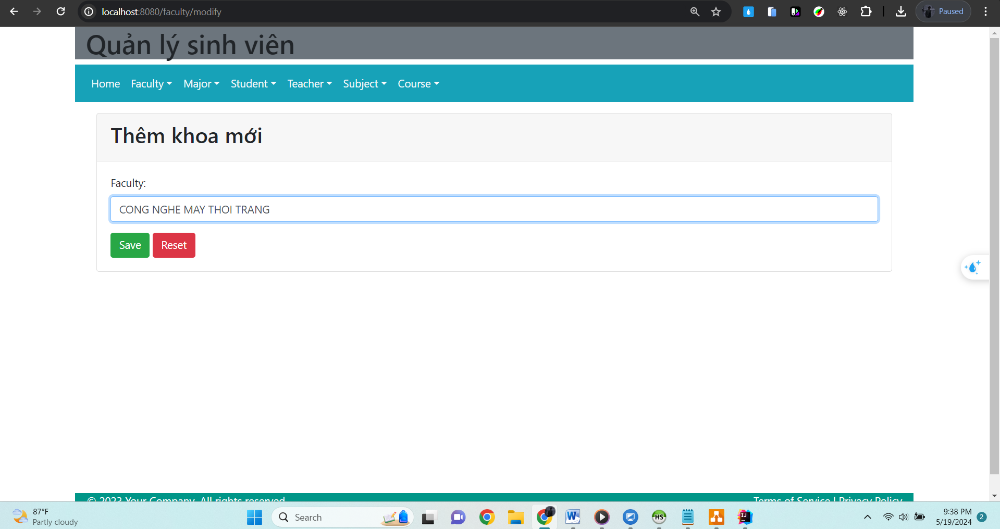 localhost:8080/faculty/modify
Paused
Quản lý sinh viên
Home Faculty Major Student Teacher Subject Course
Thêm khoa mới
Faculty:
CONG NGHE MAY THOI TRANG
Save Reset
© 2023 Your Company. All rights reserved.
Terms of Service | Privacy Policy
87°F
Partly cloudy
Search
W
HS
IJ
9:38 PM
5/19/2024
2